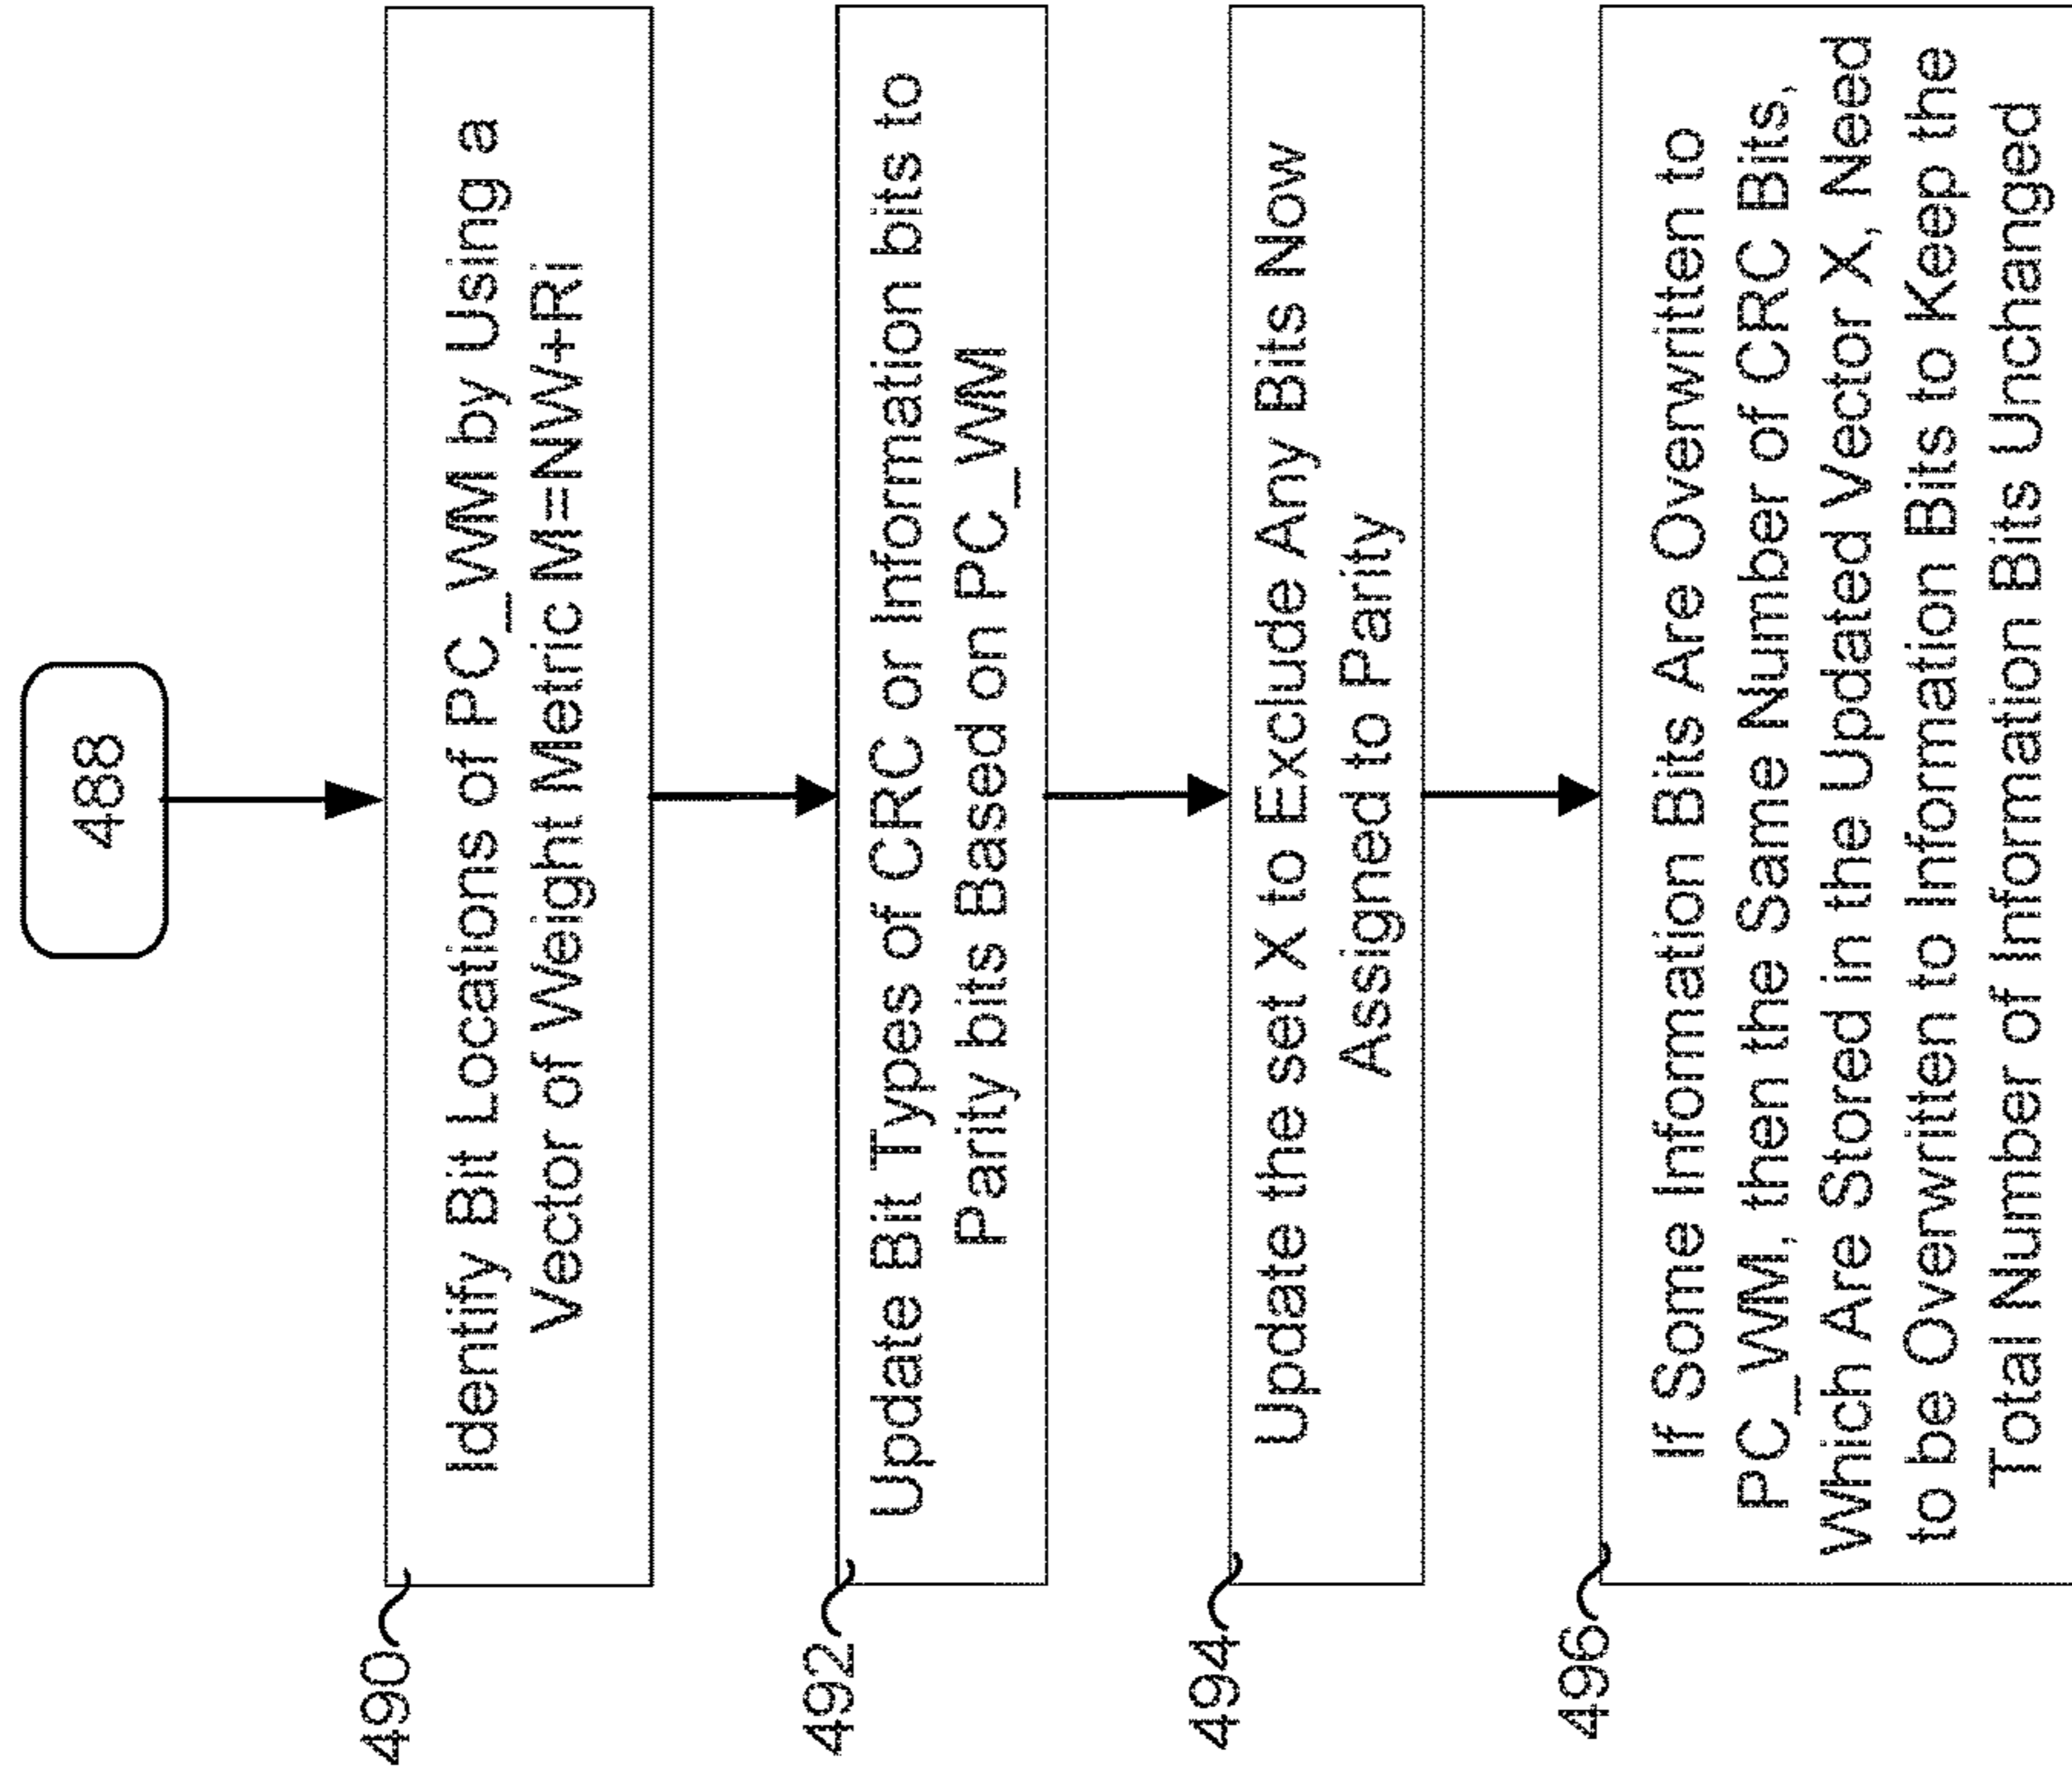 488
490
Identify Bit Locations of PC_WM by Using a
Vector of Weight Metric M=NW+Ri
492
Update Bit Types of CRC or Information bits to
Parity bits Based on PC_WM
494
Update the set X to Exclude Any Bits Now
Assigned to Parity
496
If Some Information Bits Are Overwritten to
PC_WM, then the Same Number of CRC Bits,
Which Are Stored in the Updated Vector X, Need
to be Overwritten to Information Bits to Keep the
Total Number of Information Bits Unchanged